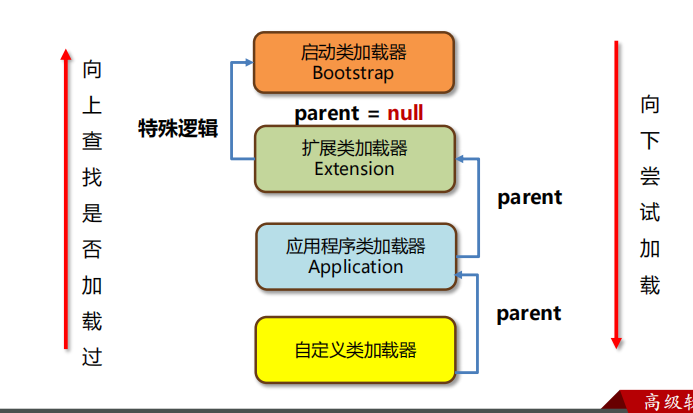 启动类加载器
Bootstrap
parent = null
特殊逻辑
扩展类加载器
Extension
parent
应用程序类加载器
Application
parent
自定义类加载器
向上查找是否加载过
向下尝试加载
高级软